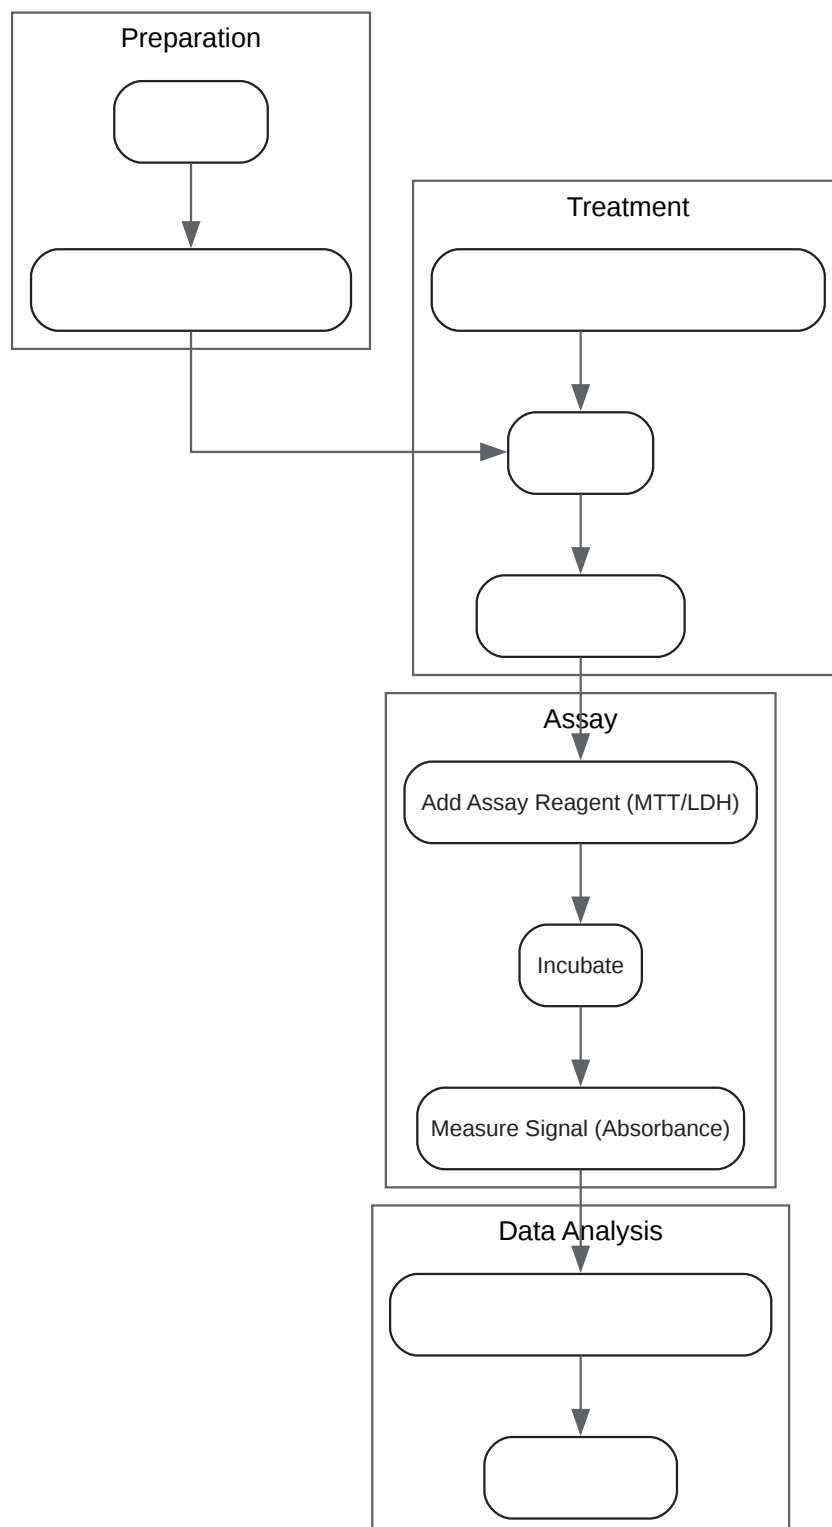 Preparation
Treatment
Assay
Add Assay Reagent (MTT/LDH)
Incubate
Measure Signal (Absorbance)
Data Analysis